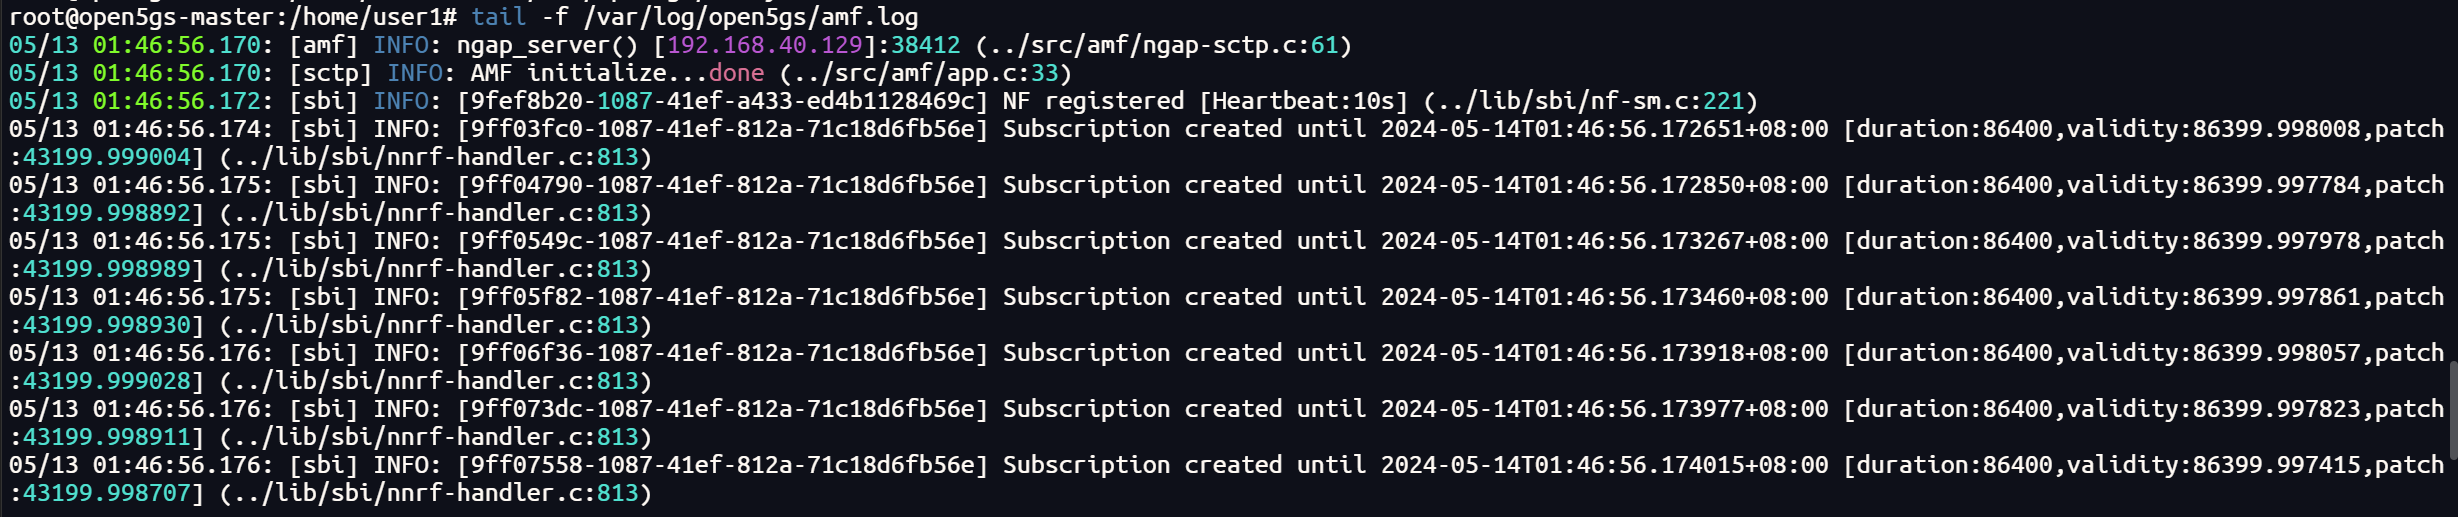 root@open5gs-master:/home/user1# tail -f /var/log/open5gs/amf.log
05/13 01:46:56.170: [amf] INFO: ngap_server() [192.168.40.129]:38412 (../src/amf/ngap-sctp.c:61)
05/13 01:46:56.170: [sctp] INFO: AMF initialize...done (../src/amf/app.c:33)
05/13 01:46:56.172: [sbi] INFO: [9fef8b20-1087-41ef-a433-ed4b1128469c] NF registered [Heartbeat:10s] (../lib/sbi/nf-sm.c:221)
05/13 01:46:56.174: [sbi] INFO: [9ff03fc0-1087-41ef-812a-71c18d6fb56e] Subscription created until 2024-05-14T01:46:56.172651+08:00 [duration:86400,validity:86399.998008,patch
:43199.999004] (../lib/sbi/nnrf-handler.c:813)
05/13 01:46:56.175: [sbi] INFO: [9ff04790-1087-41ef-812a-71c18d6fb56e] Subscription created until 2024-05-14T01:46:56.172850+08:00 [duration:86400,validity:86399.997784,patch
:43199.998892] (../lib/sbi/nnrf-handler.c:813)
05/13 01:46:56.175: [sbi] INFO: [9ff0549c-1087-41ef-812a-71c18d6fb56e] Subscription created until 2024-05-14T01:46:56.173267+08:00 [duration:86400,validity:86399.997978,patch
:43199.998989] (../lib/sbi/nnrf-handler.c:813)
05/13 01:46:56.175: [sbi] INFO: [9ff05f82-1087-41ef-812a-71c18d6fb56e] Subscription created until 2024-05-14T01:46:56.173460+08:00 [duration:86400,validity:86399.997861,patch
:43199.998930] (../lib/sbi/nnrf-handler.c:813)
05/13 01:46:56.176: [sbi] INFO: [9ff06f36-1087-41ef-812a-71c18d6fb56e] Subscription created until 2024-05-14T01:46:56.173918+08:00 [duration:86400,validity:86399.998057,patch
:43199.999028] (../lib/sbi/nnrf-handler.c:813)
05/13 01:46:56.176: [sbi] INFO: [9ff073dc-1087-41ef-812a-71c18d6fb56e] Subscription created until 2024-05-14T01:46:56.173977+08:00 [duration:86400,validity:86399.997823,patch
:43199.998911] (../lib/sbi/nnrf-handler.c:813)
05/13 01:46:56.176: [sbi] INFO: [9ff07558-1087-41ef-812a-71c18d6fb56e] Subscription created until 2024-05-14T01:46:56.174015+08:00 [duration:86400,validity:86399.997415,patch
:43199.998707] (../lib/sbi/nnrf-handler.c:813)